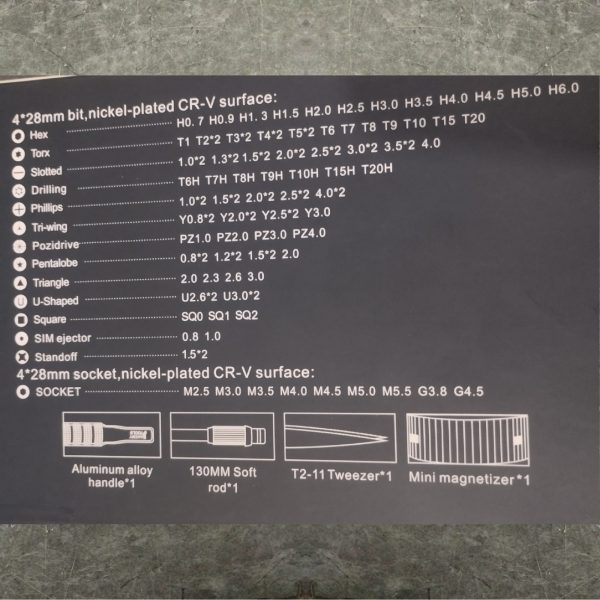 4*28mm bit,nickel-plated CR-V surface:
Hex H0.7 H0.9 H1.3 H1.5 H2.0 H2.5 H3.0 H3.5 H4.0 H4.5 H5.0 H6.0
Torx T1 T2*2 T3*2 T4*2 T5*2 T6 T7 T8 T9 T10 T15 T20
Slotted 1.0*2 1.3*2 1.5*2 2.0*2 2.5*2 3.0*2 3.5*2 4.0
Drilling T6H T7H T8H T9H T10H T15H T20H
Phillips 1.0*2 1.5*2 2.0*2 2.5*2 4.0*2
Tri-wing Y0.8*2 Y2.0*2 Y2.5*2 Y3.0
Pozidrive PZ1.0 PZ2.0 PZ3.0 PZ4.0
Pentalobe 0.8*2 1.2*2 1.5*2 2.0
Triangle 2.0 2.3 2.6 3.0
U-Shaped U2.6*2 U3.0*2
Square SQ0 SQ1 SQ2
SIM ejector 0.8 1.0
Standoff 1.5*2
4*28mm socket,nickel-plated CR-V surface:
SOCKET M2.5 M3.0 M3.5 M4.0 M4.5 M5.0 M5.5 G3.8 G4.5
Aluminum alloy
handle*1
130MM Soft
rod*1
T2-11 Tweezer*1
Mini magnetizer*1